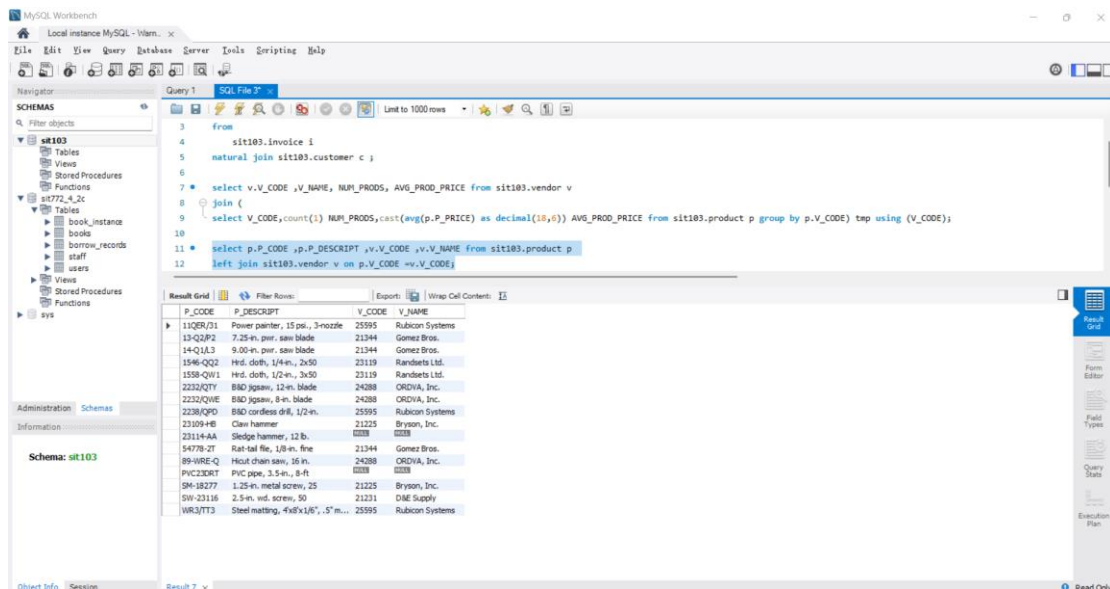 MySQL Workbench
Local instance MySQL - Warn..
File Edit View Query Database Server Tools Scripting Help
Navigator
Query 1 SQL File 3*
SCHEMAS
Filter objects
Limit to 1000 rows
sit103
Tables
Views
Stored Procedures
Functions
sit772_4_2c
Tables
book_instance
books
borrow_records
staff
users
Views
Stored Procedures
Functions
sys
Administration Schemas
Information
Schema: sit103
Object Info Session
3 from
4 sit103.invoice i
5 natural join sit103.customer c ;
6
7 select v.V_CODE ,V_NAME, NUM_PRODS, AVG_PROD_PRICE from sit103.vendor v
8 join (
9 select V_CODE,count(1) NUM_PRODS,cast(avg(p.P_PRICE) as decimal(18,6)) AVG_PROD_PRICE from sit103.product p group by p.V_CODE) tmp using (V_CODE);
10
11 select p.P_CODE ,p.P_DESCRIPT ,v.V_CODE ,v.V_NAME from sit103.product p
12 left join sit103.vendor v on p.V_CODE =v.V_CODE;
Result Grid Filter Rows: Export: Wrap Cell Content:
P_CODE P_DESCRIPT V_CODE V_NAME
11QER/31 Power painter, 15 psi., 3-nozzle 25595 Rubicon Systems
13-Q2/P2 7.25-in. pwr. saw blade 21344 Gomez Bros.
14-Q1/L3 9.00-in. pwr. saw blade 21344 Gomez Bros.
1546-QQ2 Hrd. cloth, 1/4-in., 2x50 23119 Randsets Ltd.
1558-QW1 Hrd. cloth, 1/2-in., 3x50 23119 Randsets Ltd.
2232/QTY B&D jigsaw, 12-in. blade 24288 ORDVA, Inc.
2232/QWE B&D jigsaw, 8-in. blade 24288 ORDVA, Inc.
2238/QPD B&D cordless drill, 1/2-in. 25595 Rubicon Systems
23109-HB Claw hammer 21225 Bryson, Inc.
23114-AA Sledge hammer, 12 lb. NULL NULL
54778-2T Rat-tail file, 1/8-in. fine 21344 Gomez Bros.
89-WRE-Q Hicut chain saw, 16 in. 24288 ORDVA, Inc.
PVC23DRT PVC pipe, 3.5-in., 8-ft NULL NULL
SM-18277 1.25-in. metal screw, 25 21225 Bryson, Inc.
SW-23116 2.5-in. wd. screw, 50 21231 D&E Supply
WR3/TT3 Steel matting, 4'x8'x1/6", .5" m... 25595 Rubicon Systems
Result 7
Result
Grid
Form
Editor
Field
Types
Query
Stats
Execution
Plan
Read Only